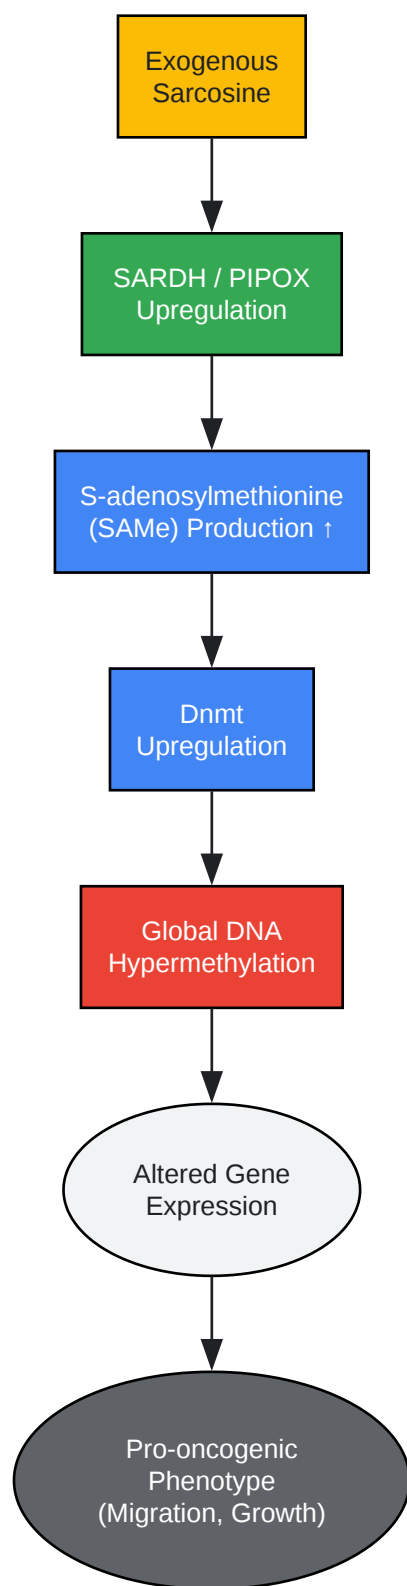 Exogenous
Sarcosine
SARDH / PIPOX
Upregulation
S-adenosylmethionine
(SAMe) Production ↑
Dnmt
Upregulation
Global DNA
Hypermethylation
Altered Gene
Expression
Pro-oncogenic
Phenotype
(Migration, Growth)